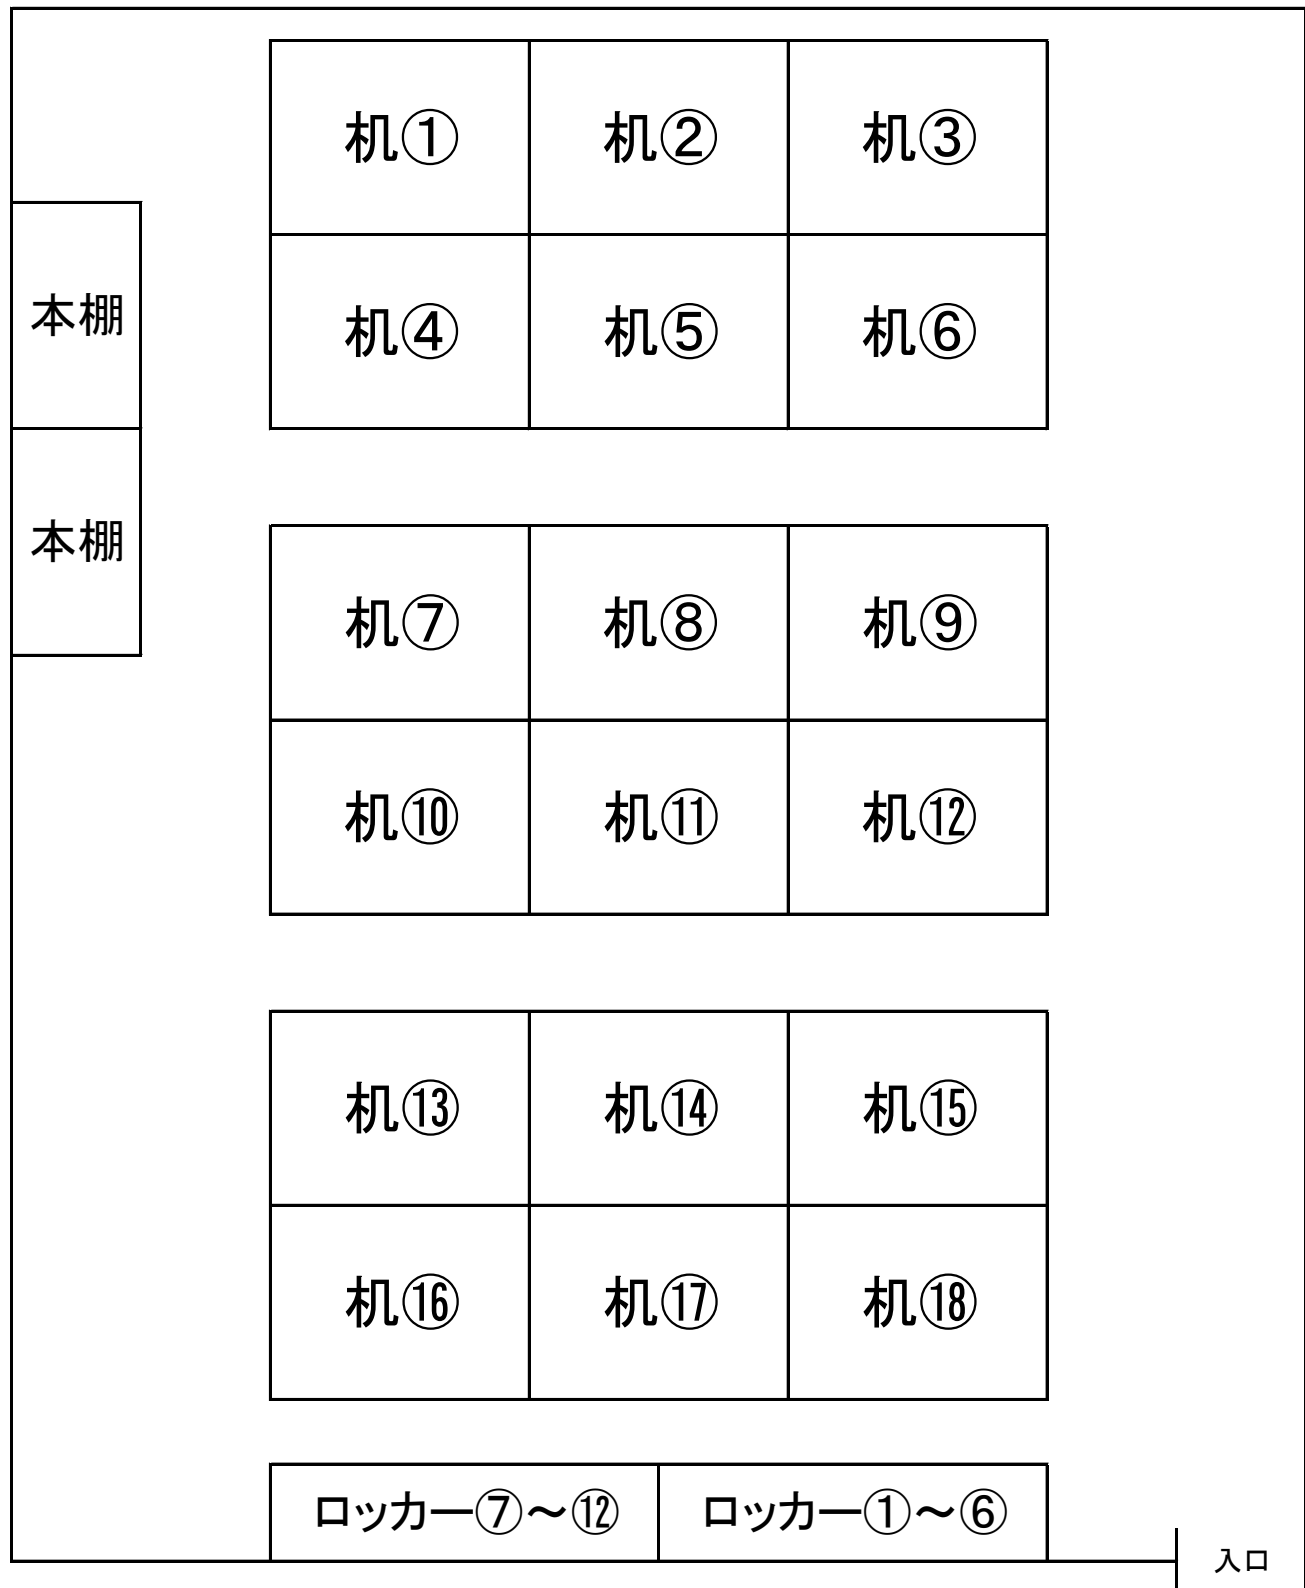 机① 机② 机③
本棚
机④ 机⑤ 机⑥
本棚
机⑦ 机⑧ 机⑨
机⑩ 机⑪ 机⑫
机⑬ 机⑭ 机⑮
机⑯ 机⑰ 机⑱
ロッカー⑦～⑫ ロッカー①～⑥
入口